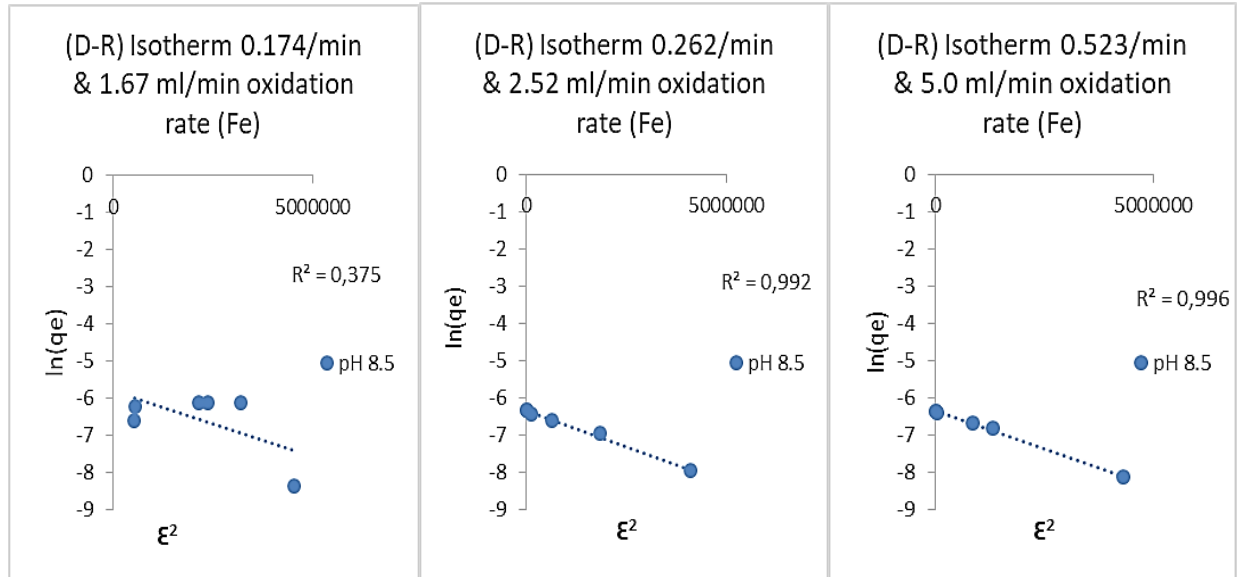 (D-R) Isotherm 0.174/min
& 1.67 ml/min oxidation
rate (Fe)
0
-1
-2
-3
-4
-5
-6
-7
-8
-9
0
5000000
R² = 0,375
pH 8.5
ln(qe)
ε²
(D-R) Isotherm 0.262/min
& 2.52 ml/min oxidation
rate (Fe)
0
-1
-2
-3
-4
-5
-6
-7
-8
-9
0
5000000
R² = 0,992
pH 8.5
ln(qe)
ε²
(D-R) Isotherm 0.523/min
& 5.0 ml/min oxidation
rate (Fe)
0
-1
-2
-3
-4
-5
-6
-7
-8
-9
0
5000000
R² = 0,996
pH 8.5
ln(qe)
ε²